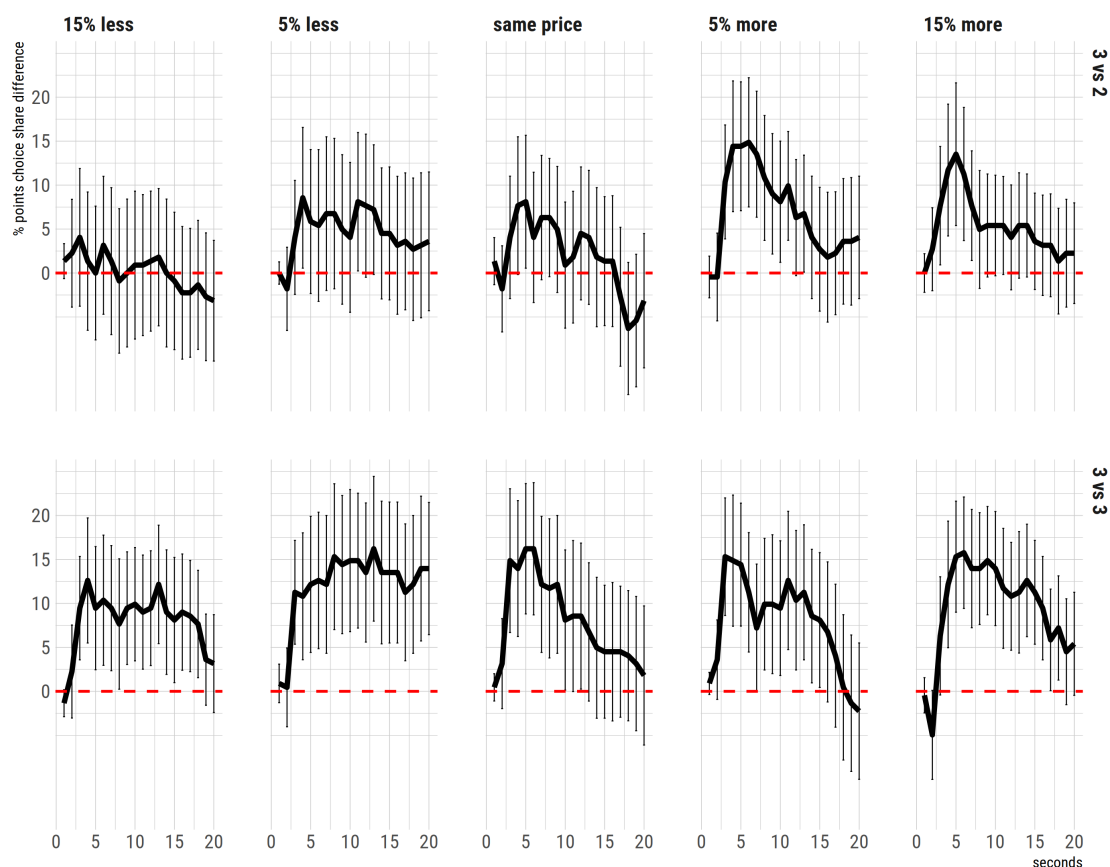 15% less 5% less same price 5% more 15% more
% points choice share difference
3 vs 2
20
15
10
5
0
3 vs 3
20
15
10
5
0
0 5 10 15 20 0 5 10 15 20 0 5 10 15 20 0 5 10 15 20 0 5 10 15 20
seconds